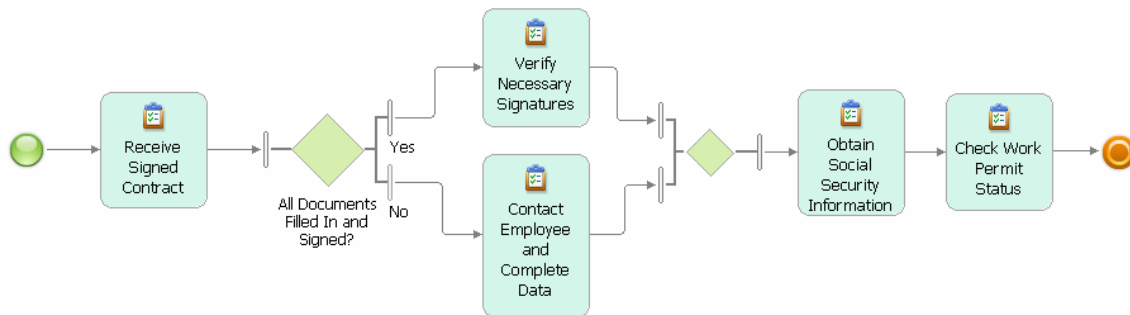 Receive
Signed
Contract
All Documents
Filled In and
Signed?
Yes
No
Verify
Necessary
Signatures
Contact
Employee
and
Complete
Data
Obtain
Social
Security
Information
Check Work
Permit
Status